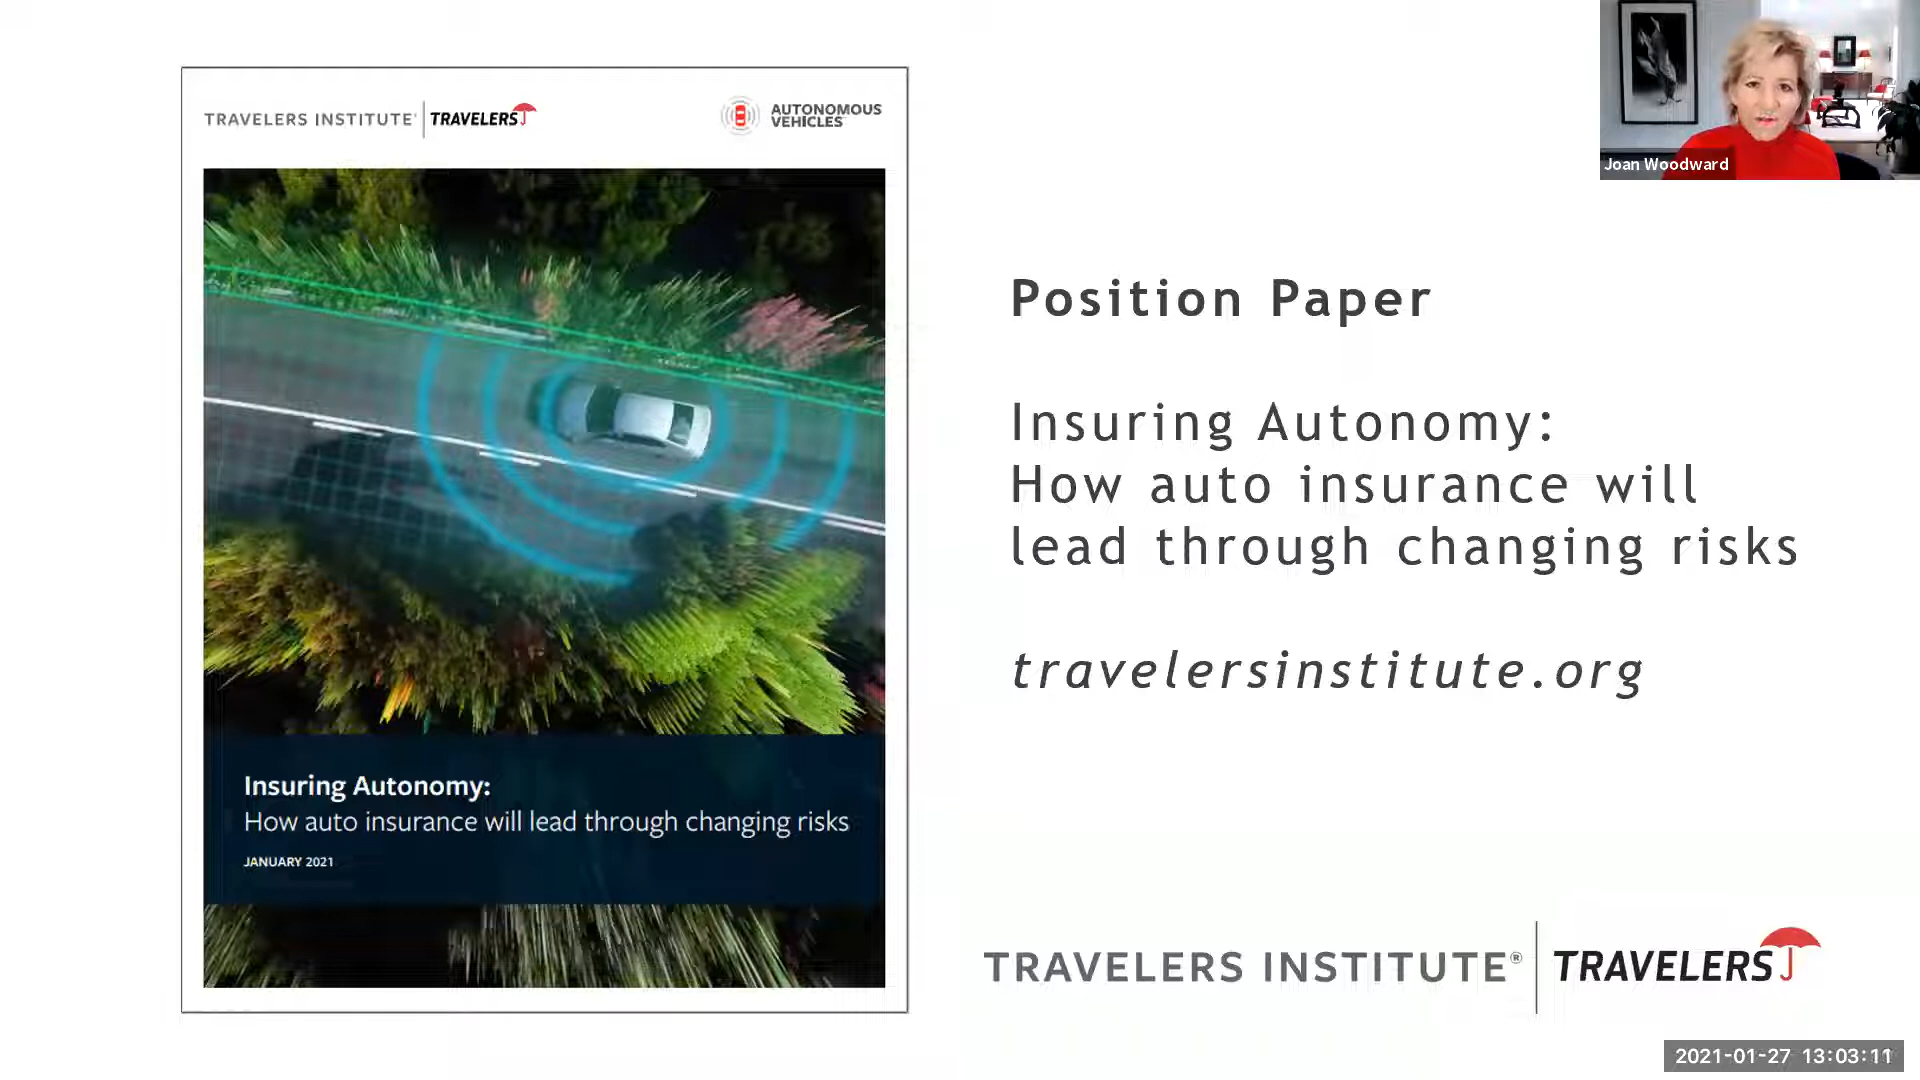 TRAVELERS INSTITUTE® TRAVELERS
AUTONOMOUS
VEHICLES
Insuring Autonomy:
How auto insurance will lead through changing risks
JANUARY 2021
Joan Woodward
Position Paper
Insuring Autonomy:
How auto insurance will
lead through changing risks
travelersinstitute.org
TRAVELERS INSTITUTE® TRAVELERS
2021-01-27 13:03:11